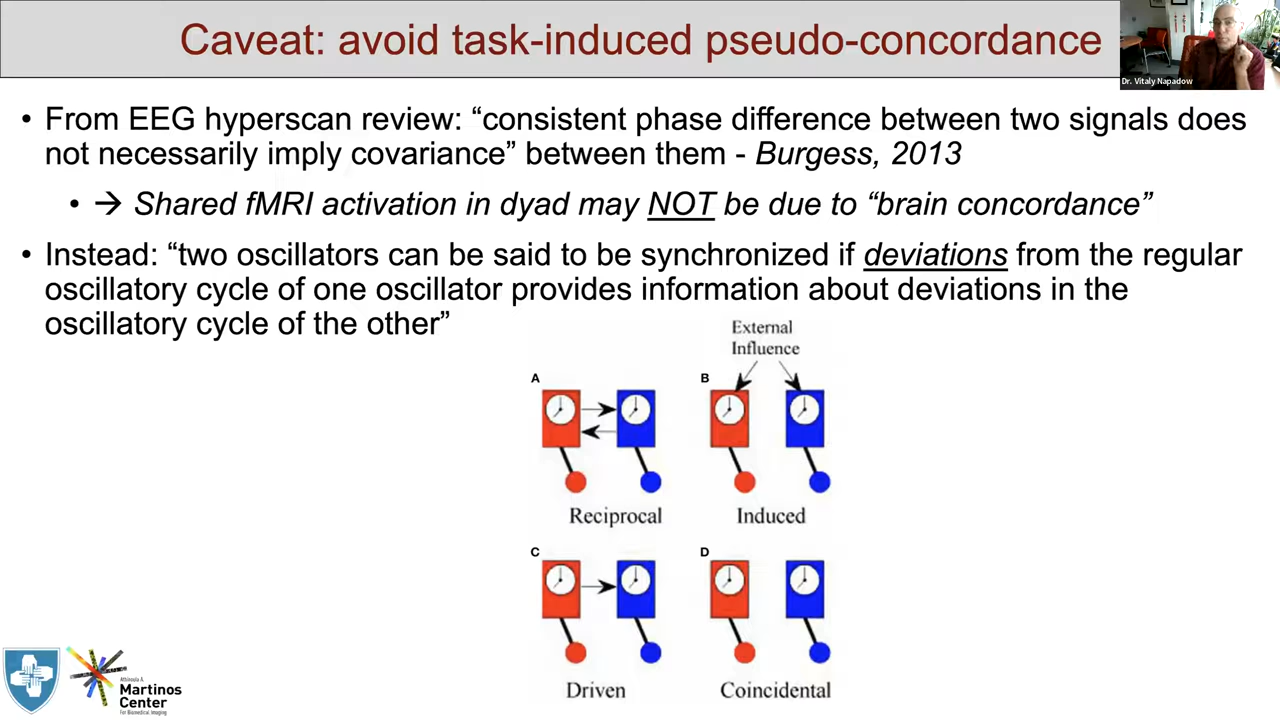 Caveat: avoid task-induced pseudo-concordance
Dr. Vitaly Napadow
• From EEG hyperscan review: “consistent phase difference between two signals does
not necessarily imply covariance” between them - Burgess, 2013
• → Shared fMRI activation in dyad may NOT be due to “brain concordance”
• Instead: “two oscillators can be said to be synchronized if deviations from the regular
oscillatory cycle of one oscillator provides information about deviations in the
oscillatory cycle of the other”
External
Influence
A
B
Reciprocal
Induced
C
D
Driven
Coincidental
Athinoula A.
Martinos
Center
For Biomedical Imaging